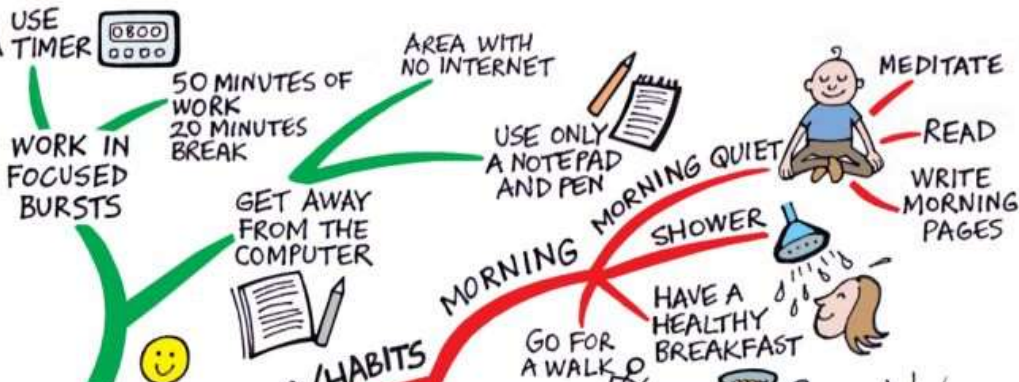 USE
A TIMER
0800
50 MINUTES OF
WORK
20 MINUTES
BREAK
WORK IN
FOCUSED
BURSTS
AREA WITH
NO INTERNET
USE ONLY
A NOTEPAD
AND PEN
GET AWAY
FROM THE
COMPUTER
MORNING
MORNING QUIET
MEDITATE
READ
WRITE
MORNING
PAGES
SHOWER
HAVE A
HEALTHY
BREAKFAST
GO FOR
A WALK
/HABITS